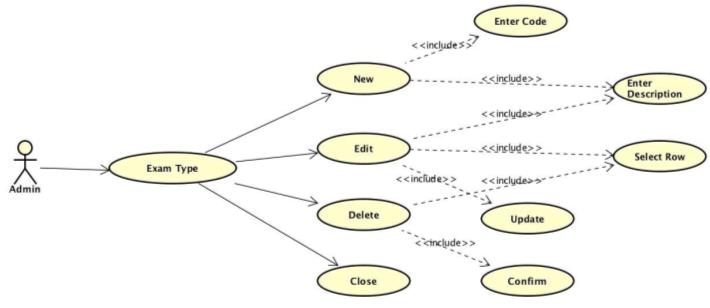 Enter Code
<<include>>
New
<<include>>
Enter
Description
<<include>>
Edit
<<include>>
Select Row
Admin
Exam Type
<<include>>
<<include>>
Delete
Update
<<include>>
Close
Confirm